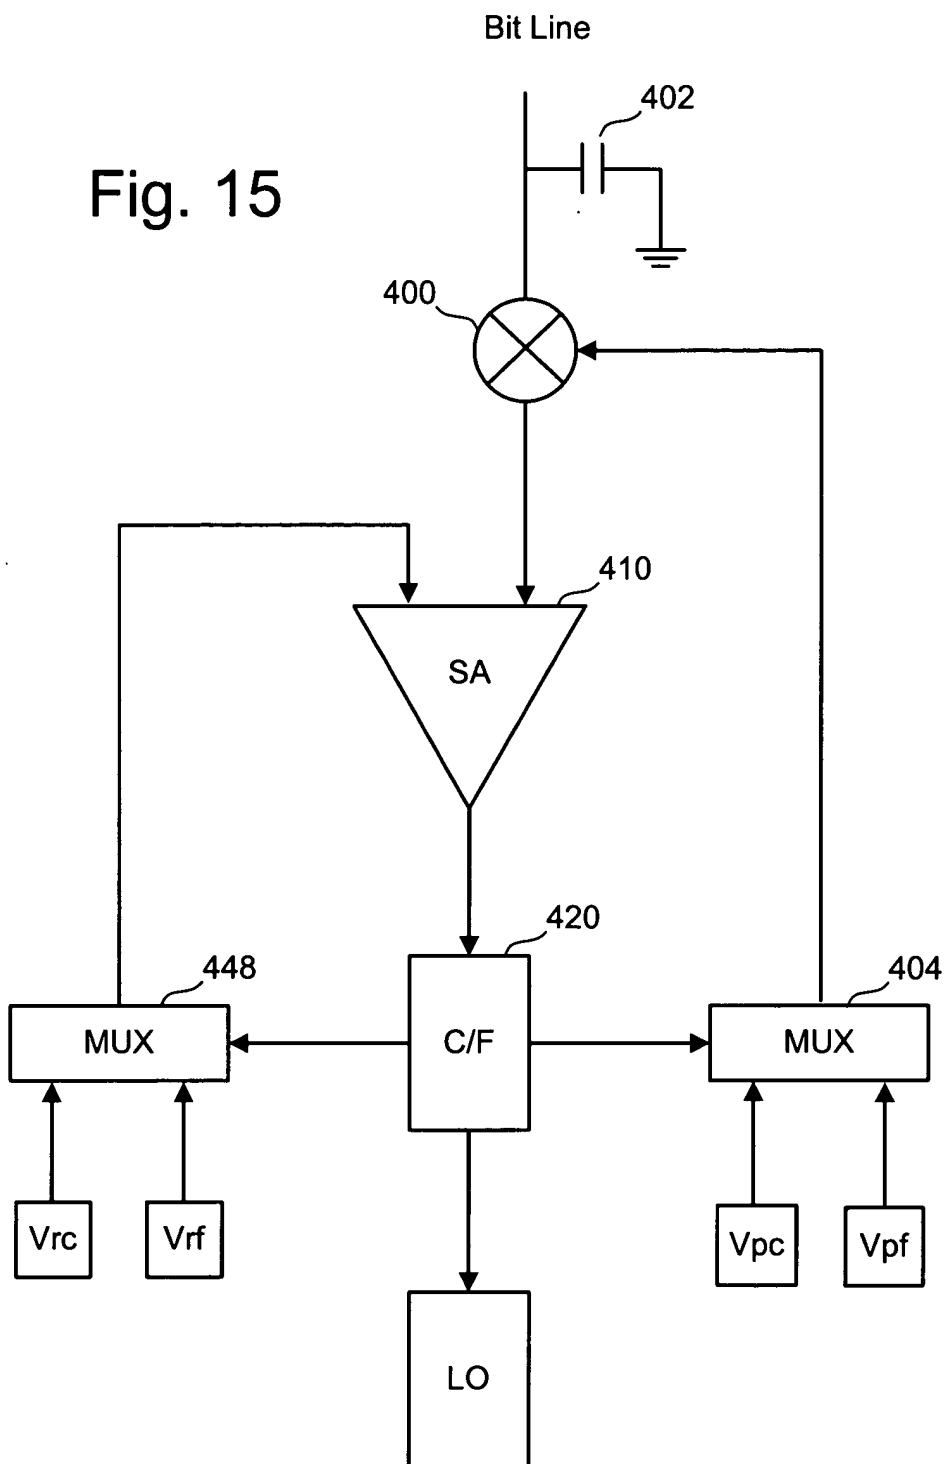 Bit Line
402
Fig. 15
400
410
SA
420
448
404
MUX
C/F
MUX
Vrc
Vrf
Vpc
Vpf
LO